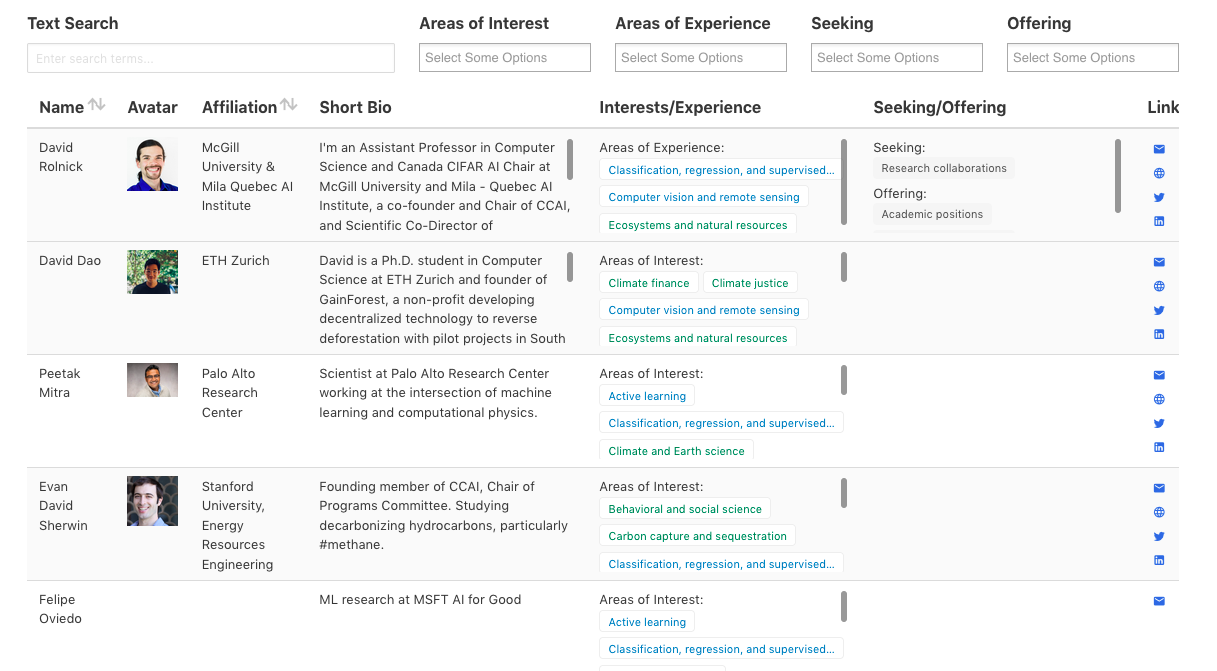 Text Search
Areas of Interest
Areas of Experience
Seeking
Offering
Enter search terms...
Select Some Options
Select Some Options
Select Some Options
Select Some Options
Name
Avatar
Affiliation
Short Bio
Interests/Experience
Seeking/Offering
Link
David
Rolnick
McGill
University &
Mila Quebec AI
Institute
I'm an Assistant Professor in Computer
Science and Canada CIFAR AI Chair at
McGill University and Mila - Quebec AI
Institute, a co-founder and Chair of CCAI,
and Scientific Co-Director of
Areas of Experience:
Classification, regression, and supervised...
Computer vision and remote sensing
Ecosystems and natural resources
Seeking:
Research collaborations
Offering:
Academic positions
David Dao
ETH Zurich
David is a Ph.D. student in Computer
Science at ETH Zurich and founder of
GainForest, a non-profit developing
decentralized technology to reverse
deforestation with pilot projects in South
Areas of Interest:
Climate finance
Climate justice
Computer vision and remote sensing
Ecosystems and natural resources
Peetak
Mitra
Palo Alto
Research
Center
Scientist at Palo Alto Research Center
working at the intersection of machine
learning and computational physics.
Areas of Interest:
Active learning
Classification, regression, and supervised...
Climate and Earth science
Evan
David
Sherwin
Stanford
University,
Energy
Resources
Engineering
Founding member of CCAI, Chair of
Programs Committee. Studying
decarbonizing hydrocarbons, particularly
#methane.
Areas of Interest:
Behavioral and social science
Carbon capture and sequestration
Classification, regression, and supervised...
Felipe
Oviedo
ML research at MSFT AI for Good
Areas of Interest:
Active learning
Classification, regression, and supervised...